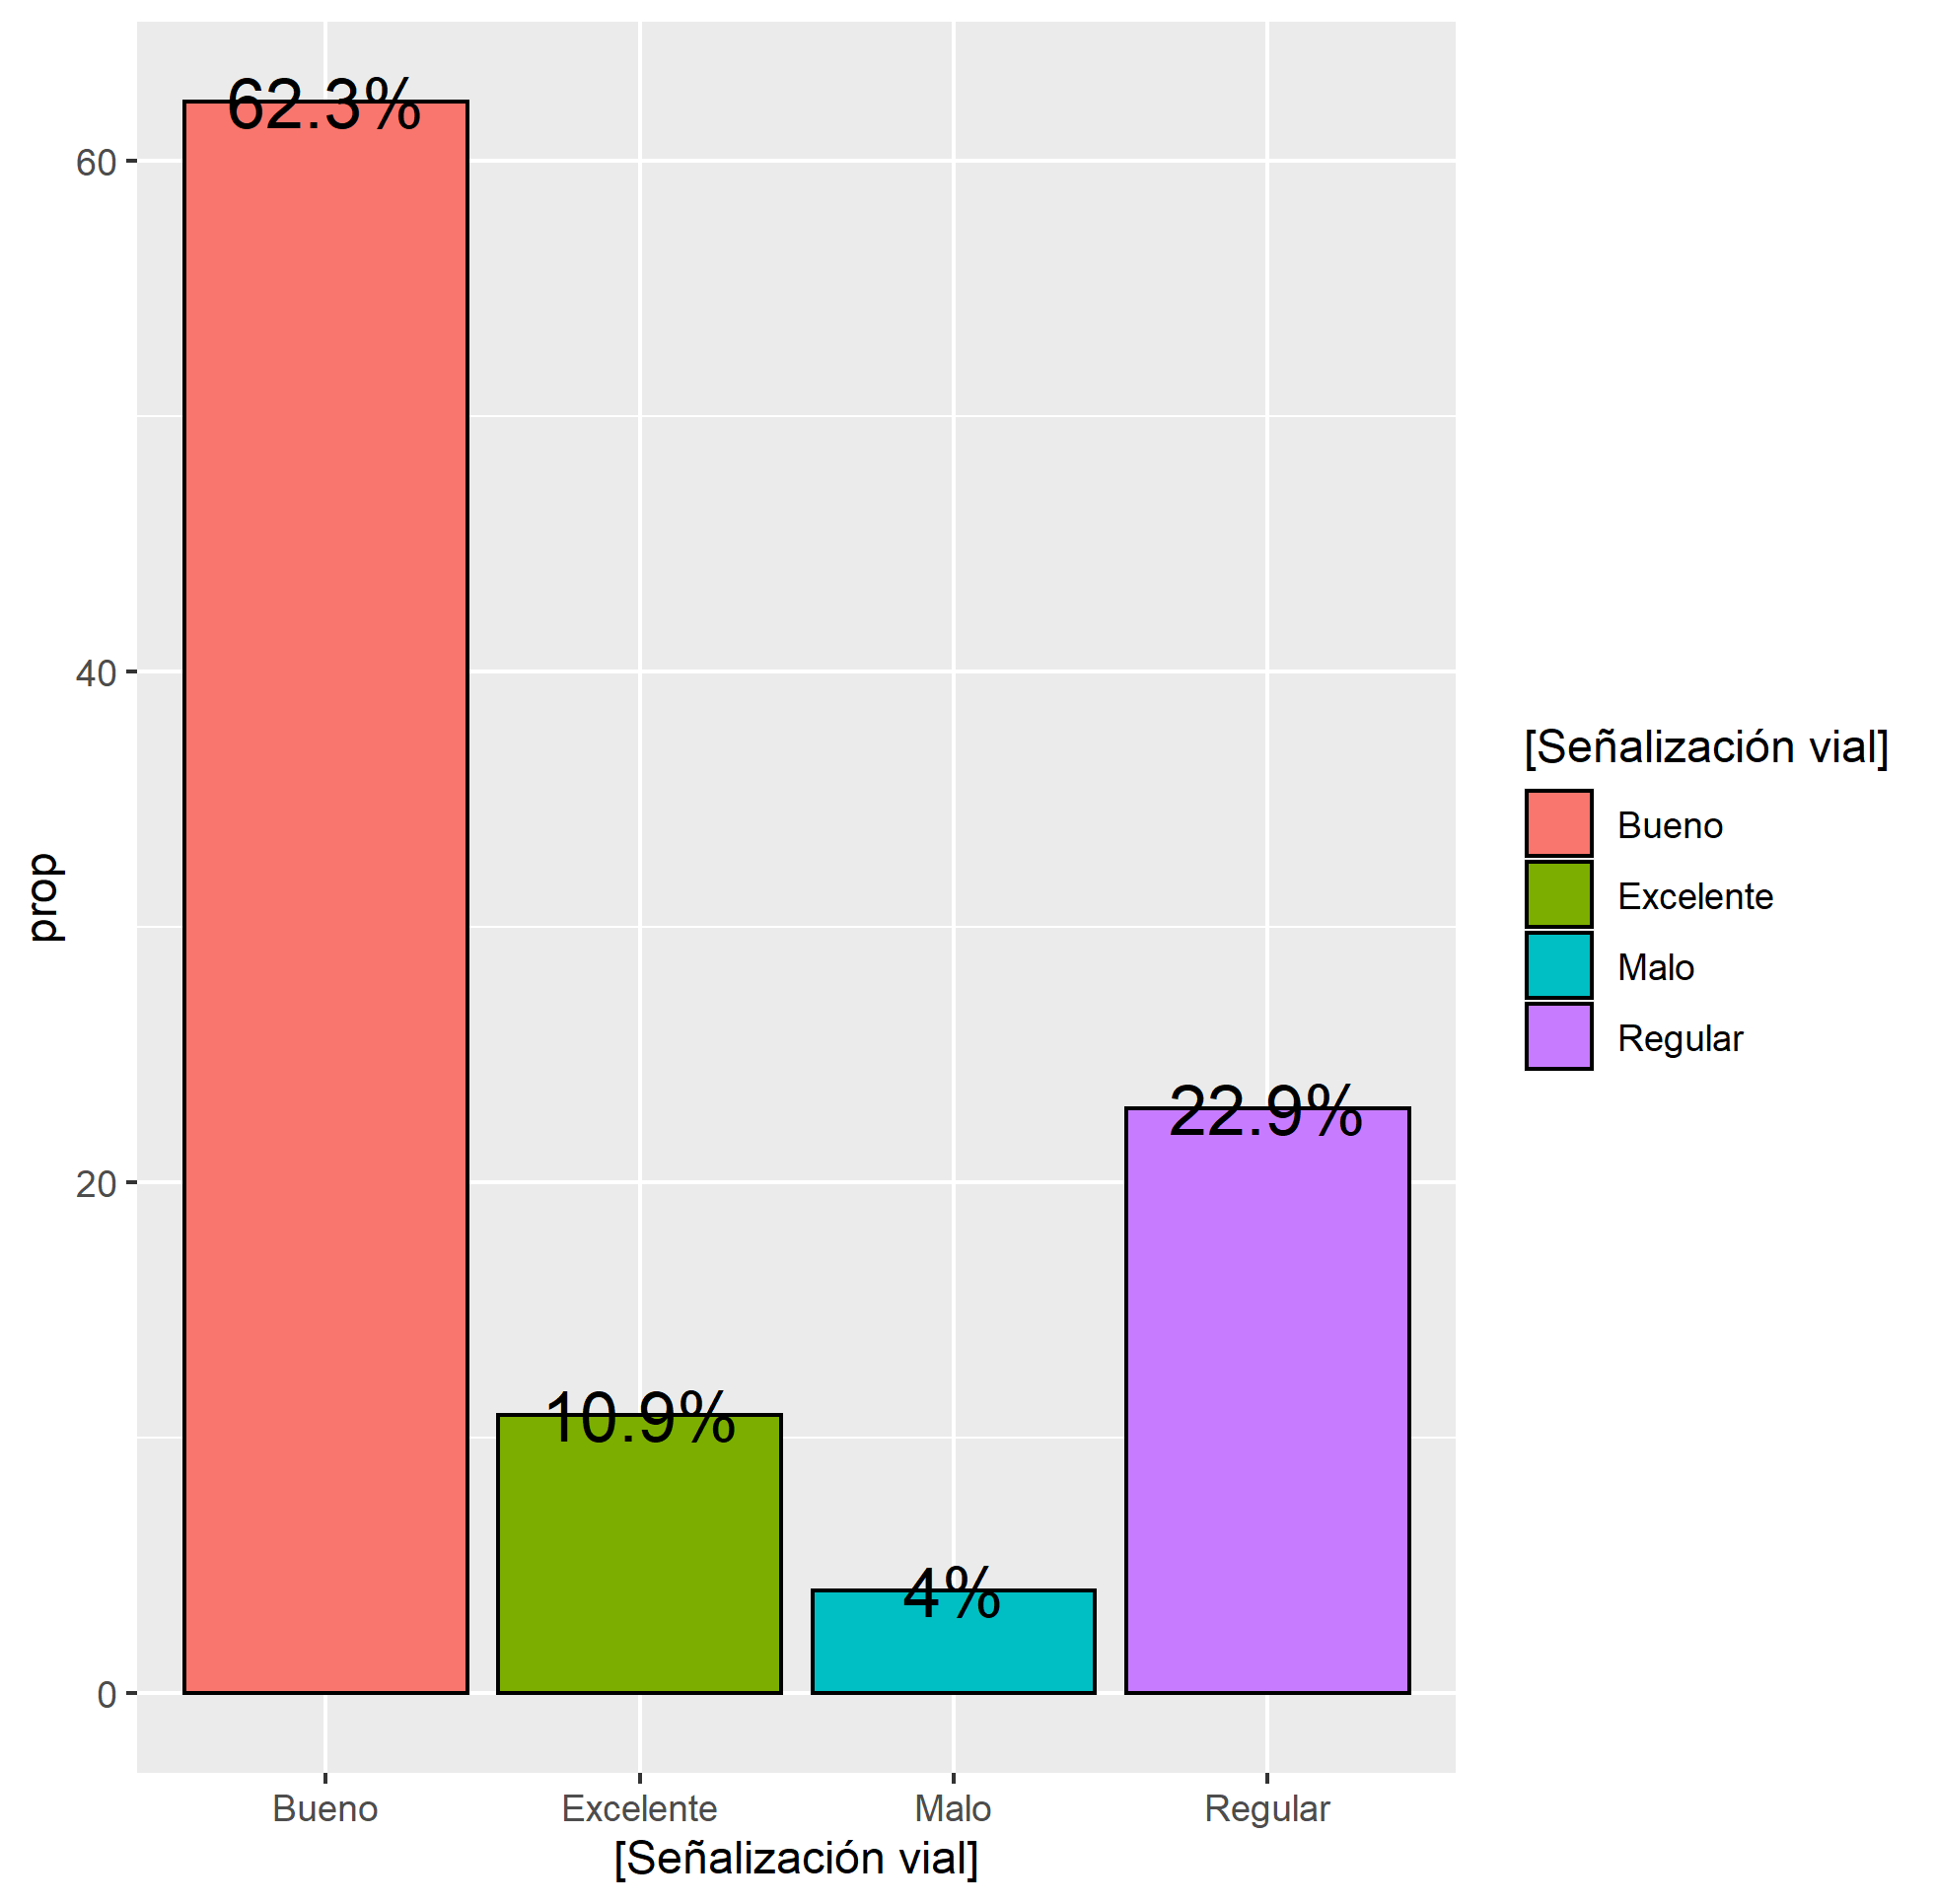 62.3%
60
40
20
0
prop
10.9%
4%
22.9%
Bueno
Excelente
Malo
Regular
[Señalización vial]
[Señalización vial]
Bueno
Excelente
Malo
Regular